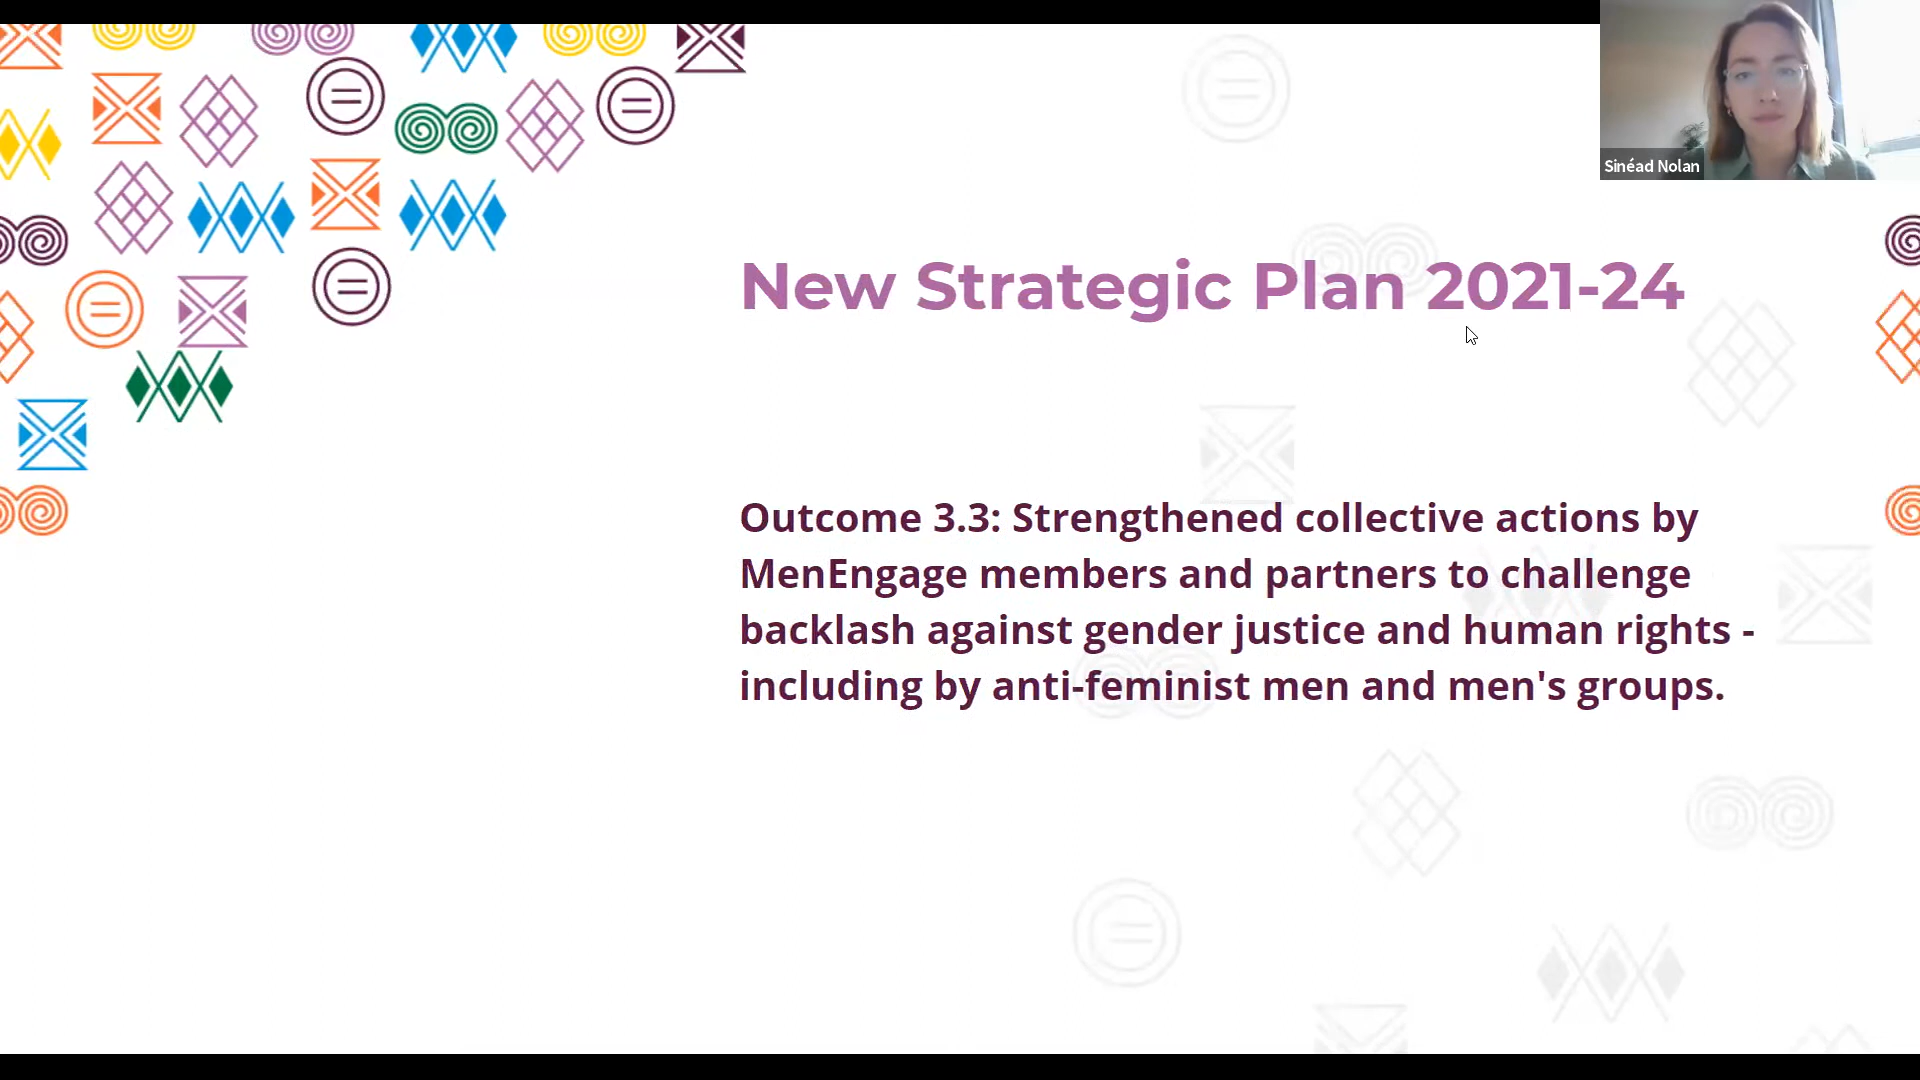 Sinéad Nolan
New Strategic Plan 2021-24
Outcome 3.3: Strengthened collective actions by
MenEngage members and partners to challenge
backlash against gender justice and human rights -
including by anti-feminist men and men's groups.